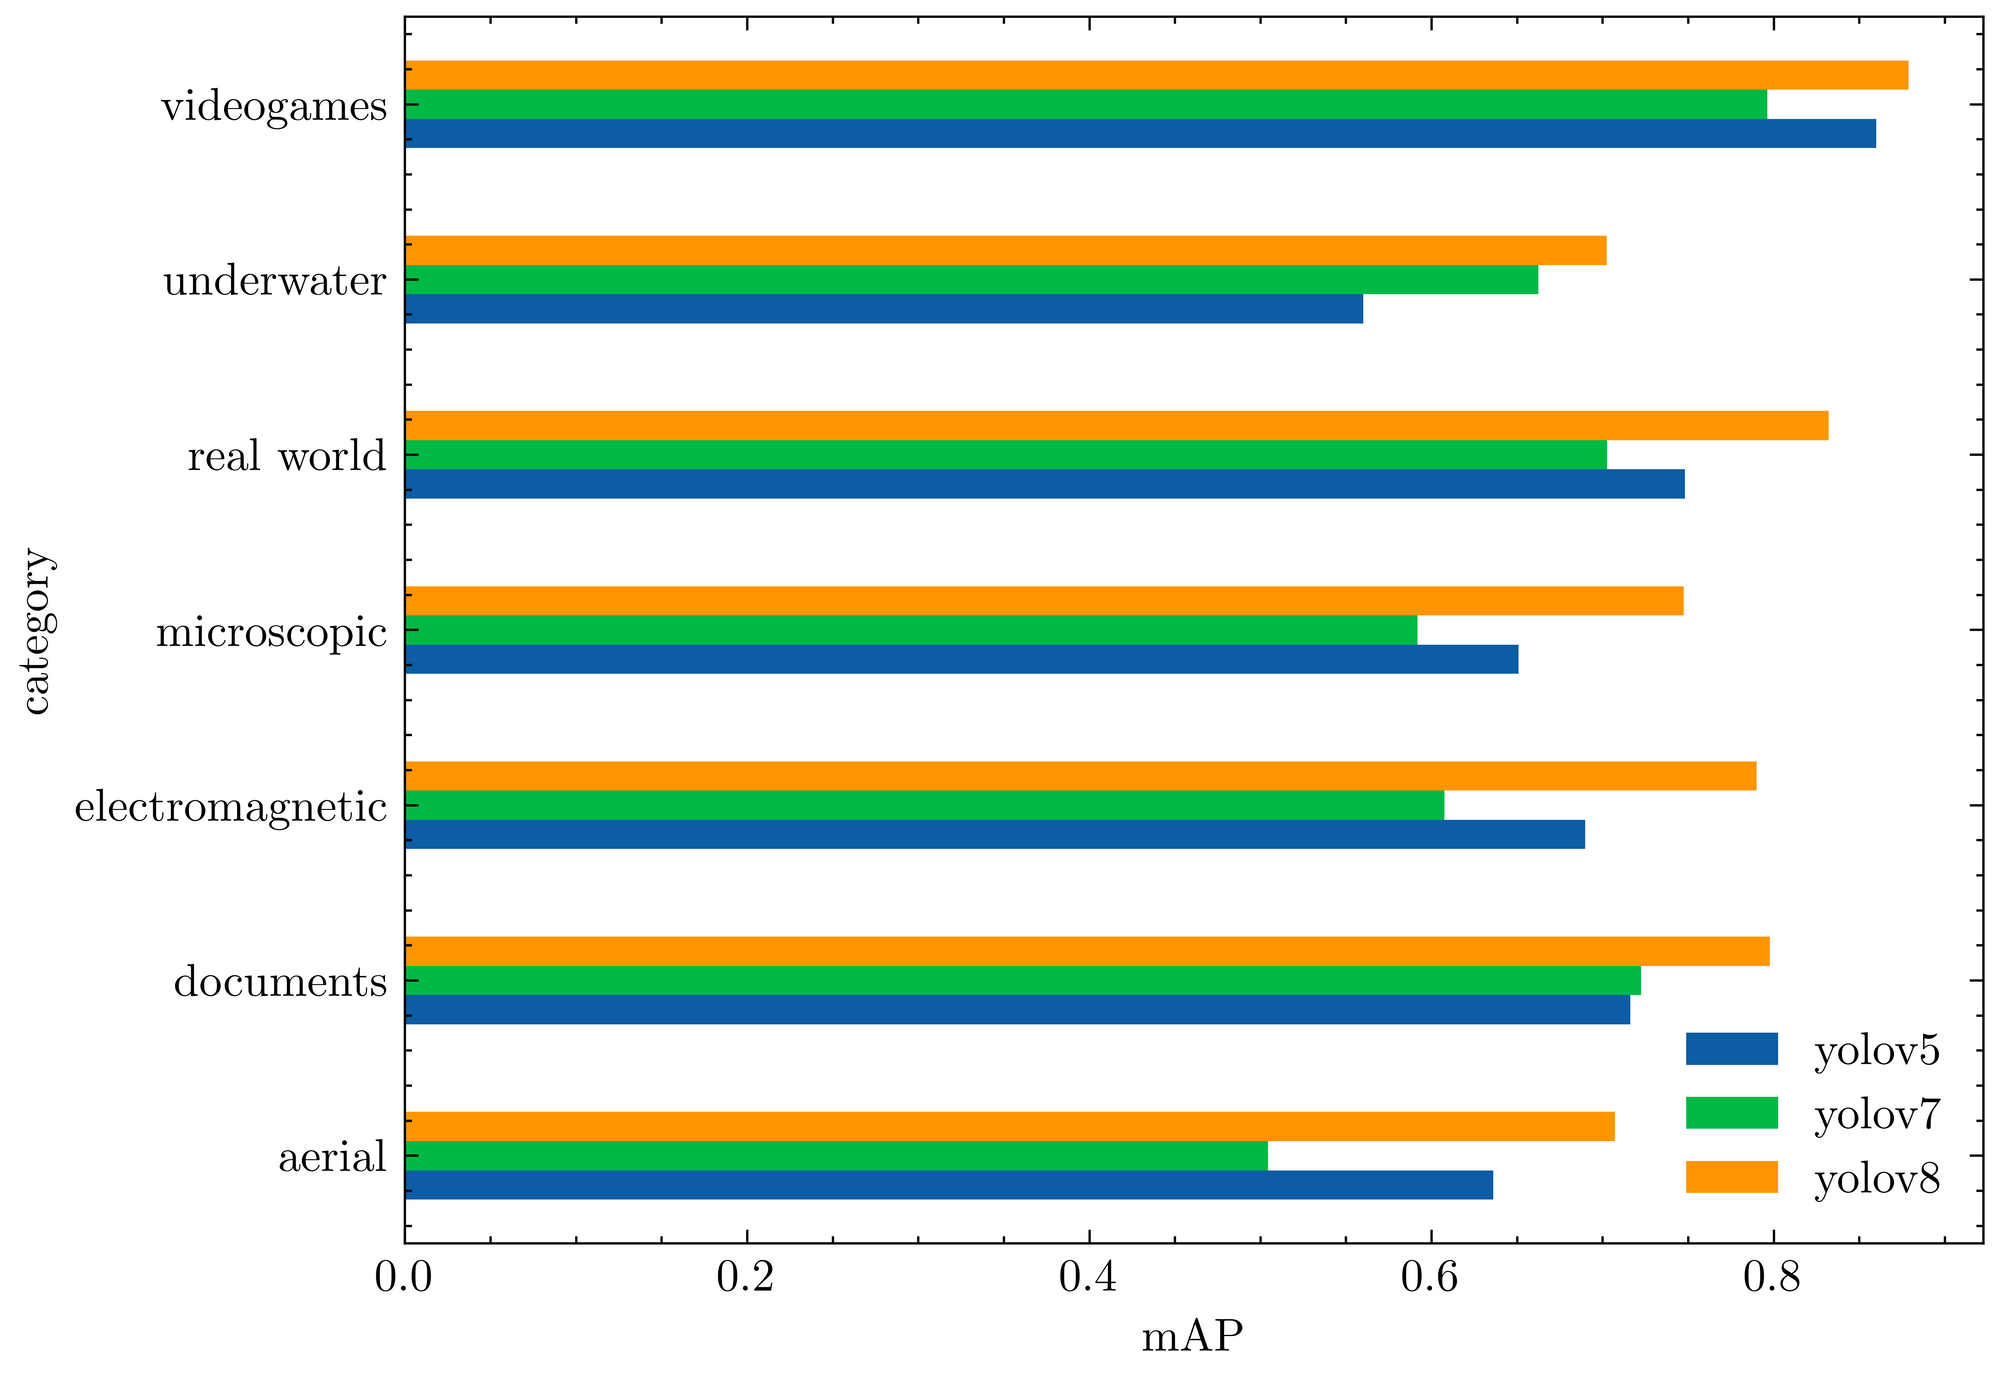 videogames
underwater
real world
microscopic
electromagnetic
documents
aerial
category
yolov5
yolov7
yolov8
0.0 0.2 0.4 0.6 0.8
mAP